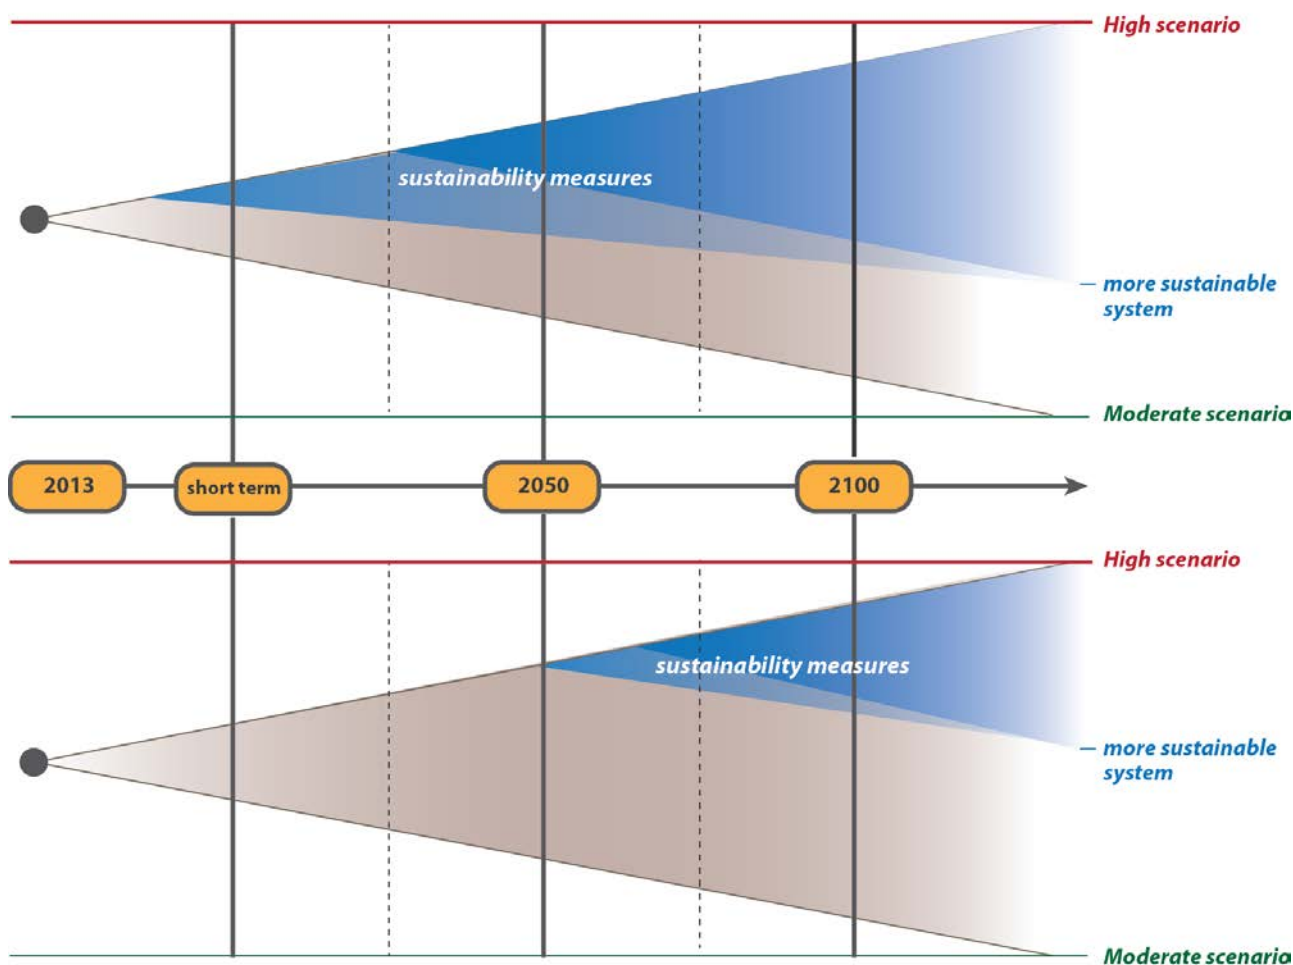 High scenario
sustainability measures
more sustainable
system
Moderate scenario
2013
short term
2050
2100
High scenario
sustainability measures
more sustainable
system
Moderate scenario